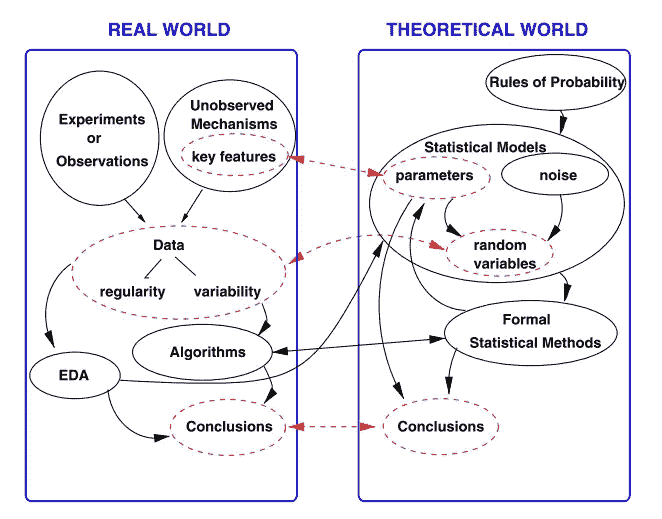 REAL WORLD
Experiments
or
Observations
Unobserved
Mechanisms
key features
Data
regularity
variability
Algorithms
EDA
Conclusions
THEORETICAL WORLD
Rules of Probability
Statistical Models
parameters
noise
random
variables
Formal
Statistical Methods
Conclusions